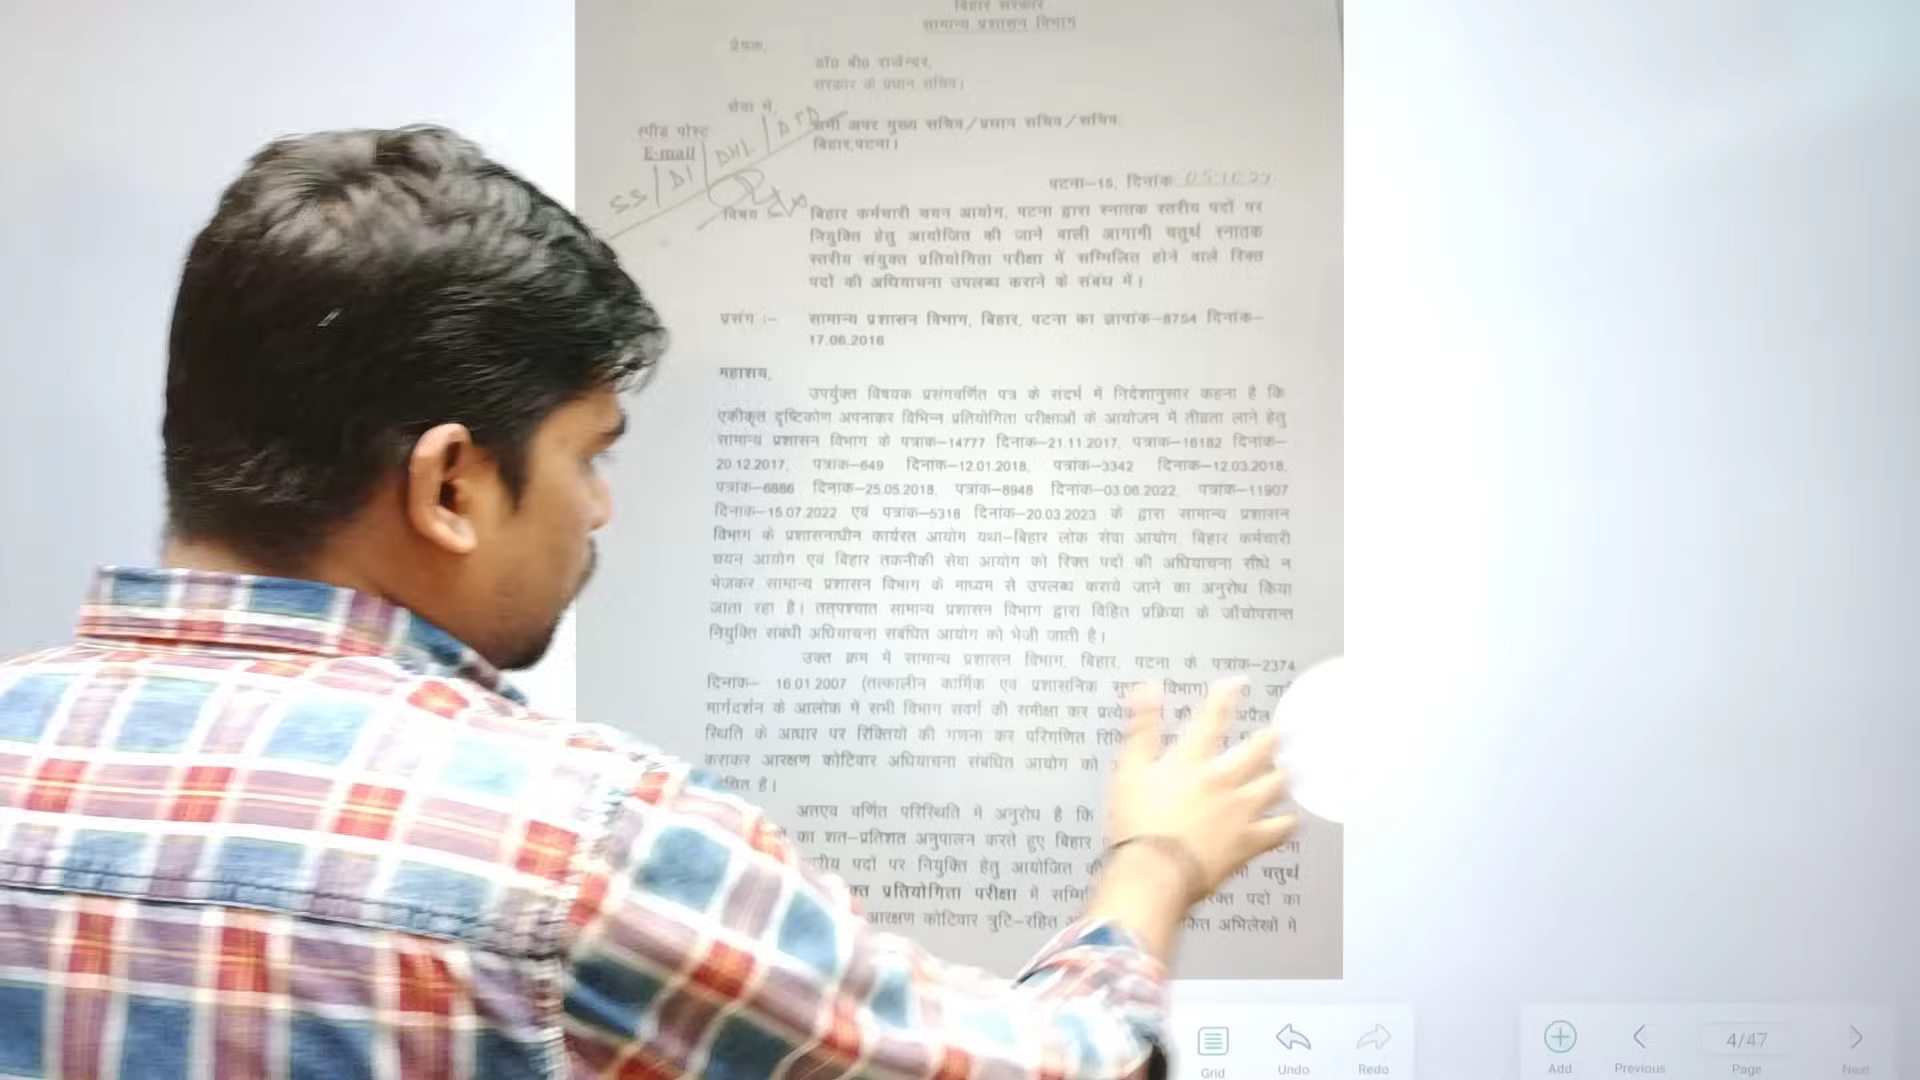 बिहार सरकार
सामान्य प्रशासन विभाग
प्रेषक,
डॉ० बी० राजेन्दर,
सरकार के प्रधान सचिव।
सेवा में,
स्पीड पोस्ट
सभी अपर मुख्य सचिव/प्रधान सचिव/सचिव,
E-mail
बिहार,पटना।
SS/DI/DHL/DTD
पटना–15, दिनांक
विषय
बिहार कर्मचारी चयन आयोग, पटना द्वारा स्नातक स्तरीय पदों पर
नियुक्ति हेतु आयोजित की जाने वाली आगामी चतुर्थ स्नातक
स्तरीय संयुक्त प्रतियोगिता परीक्षा में सम्मिलित होने वाले रिक्त
पदों की अधियाचना उपलब्ध कराने के संबंध में।
प्रसंग :– सामान्य प्रशासन विभाग, बिहार, पटना का ज्ञापांक–8754 दिनांक–
17.06.2016
महाशय,
उपर्युक्त विषयक प्रसंगवर्णित पत्र के संदर्भ में निदेशानुसार कहना है कि
एकीकृत दृष्टिकोण अपनाकर विभिन्न प्रतियोगिता परीक्षाओं के आयोजन में तीव्रता लाने हेतु
सामान्य प्रशासन विभाग के पत्रांक–14777 दिनांक–21.11.2017, पत्रांक–16182 दिनांक–
20.12.2017, पत्रांक–649 दिनांक–12.01.2018, पत्रांक–3342 दिनांक–12.03.2018,
पत्रांक–6886 दिनांक–25.05.2018, पत्रांक–8948 दिनांक–03.06.2022, पत्रांक–11907
दिनांक–15.07.2022 एवं पत्रांक–5318 दिनांक–20.03.2023 के द्वारा सामान्य प्रशासन
विभाग के प्रशासनाधीन कार्यरत आयोग यथा–बिहार लोक सेवा आयोग, बिहार कर्मचारी
चयन आयोग एवं बिहार तकनीकी सेवा आयोग को रिक्त पदों की अधियाचना सीधे न
भेजकर सामान्य प्रशासन विभाग के माध्यम से उपलब्ध कराये जाने का अनुरोध किया
जाता रहा है। तत्पश्चात सामान्य प्रशासन विभाग द्वारा विहित प्रक्रिया के जाँचोपरान्त
नियुक्ति संबंधी अधियाचना संबंधित आयोग को भेजी जाती है।
उक्त क्रम में सामान्य प्रशासन विभाग, बिहार, पटना के पत्रांक–2374
दिनांक– 16.01.2007 (तत्कालीन कार्मिक एवं प्रशासनिक विभाग)
मार्गदर्शन के आलोक में सभी विभाग संवर्ग की समीक्षा कर की अप्रैल
स्थिति के आधार पर रिक्तियों की गणना कर परिगणित
कराकर आरक्षण कोटिवार अधियाचना संबंधित आयोग को
है।
अतएव वर्णित परिस्थिति में अनुरोध है कि
का शत–प्रतिशत अनुपालन करते हुए बिहार
पदों पर नियुक्ति हेतु आयोजित चतुर्थ
प्रतियोगिता परीक्षा में पदों का
आरक्षण कोटिवार त्रुटि–रहित अभिलेखों में
Grid Undo Redo Add Previous 4/47 Page Next